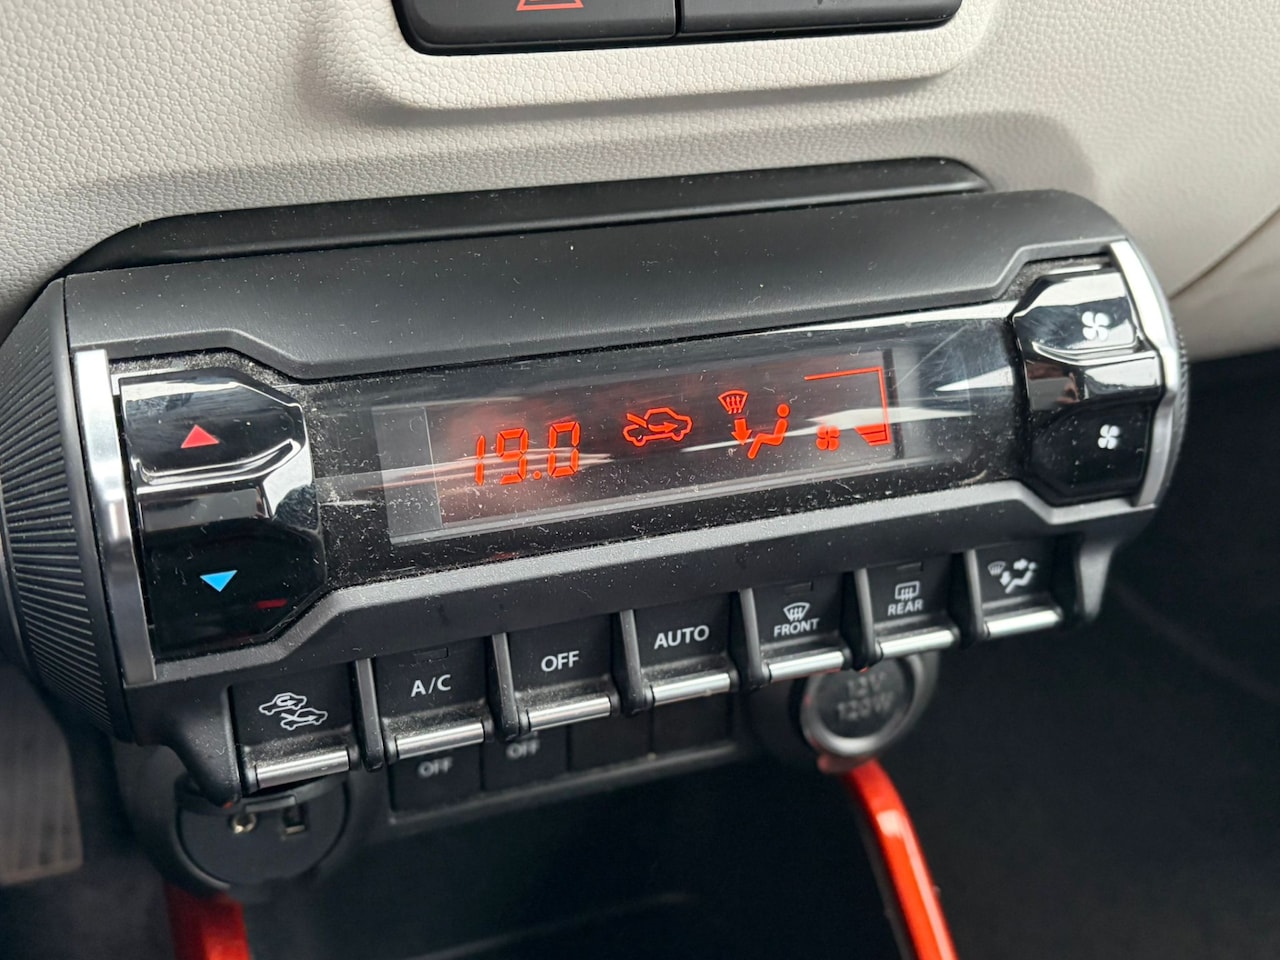 19.0
A/C
OFF
AUTO
FRONT
REAR
OFF
OFF
12V
120W